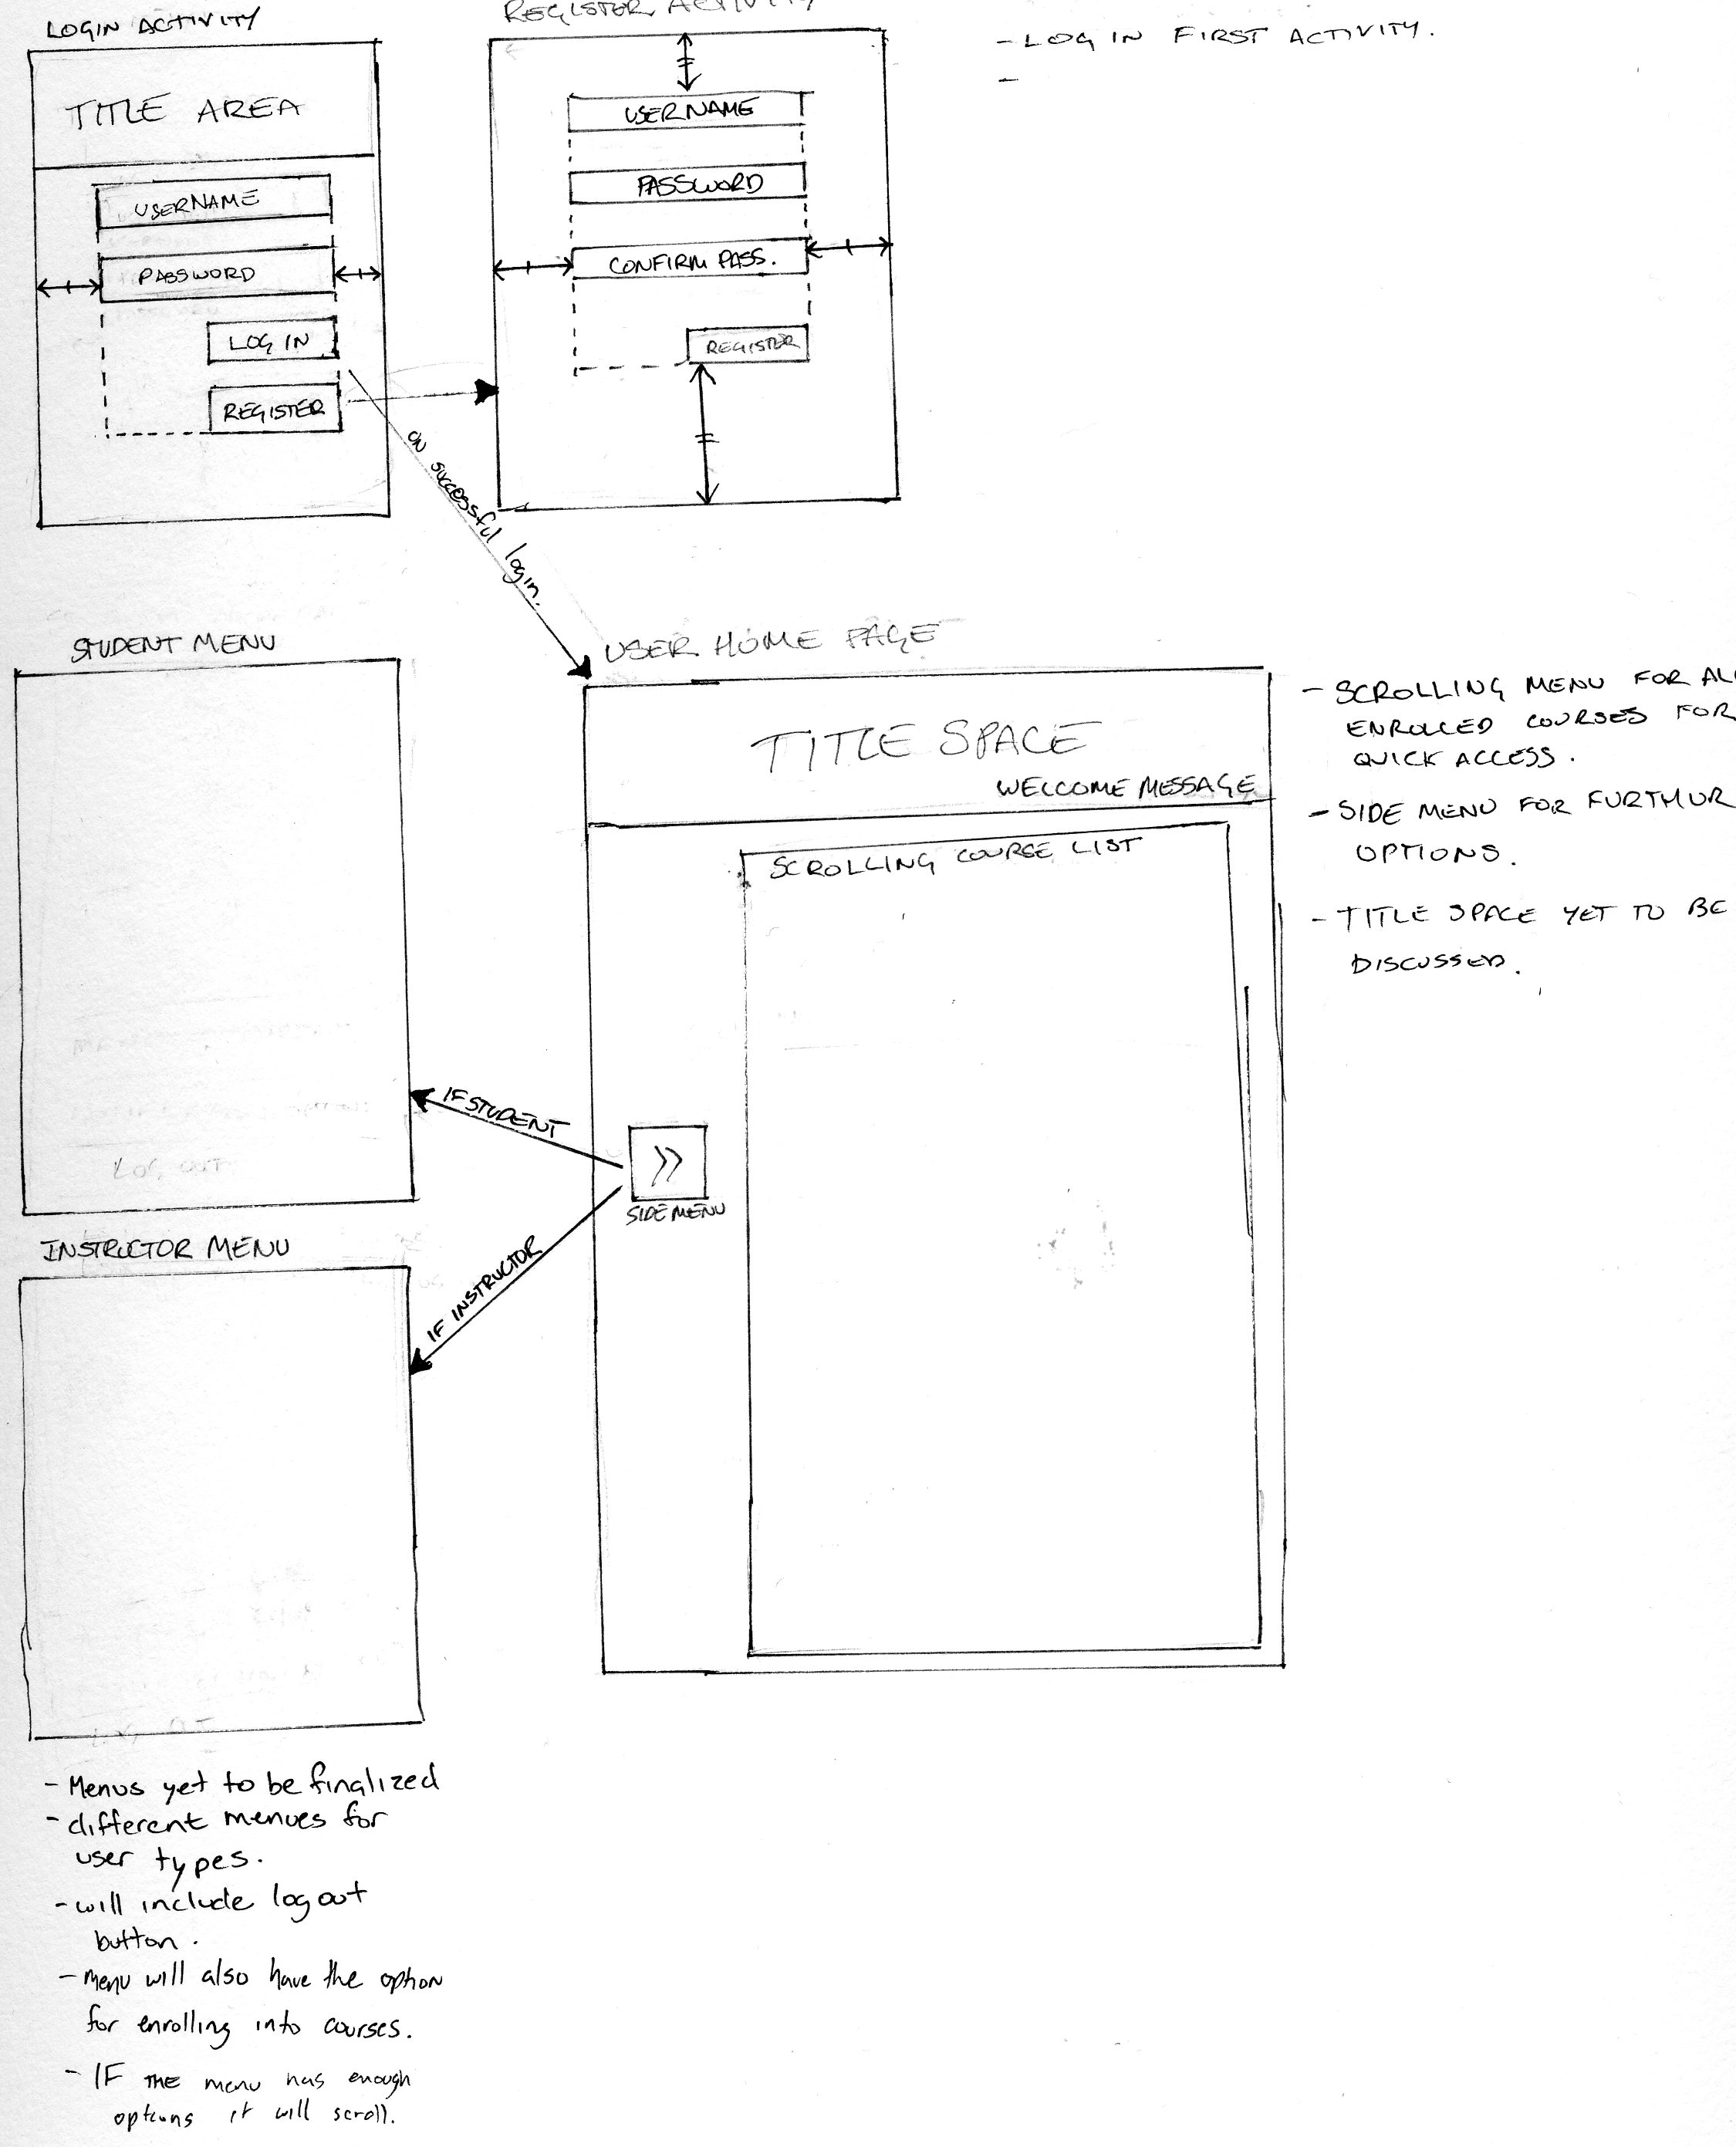 LOGIN ACTIVITY
TITLE AREA
USERNAME
PASSWORD
LOG IN
REGISTER
REGISTER ACTIVITY
USERNAME
PASSWORD
CONFIRM PASS.
REGISTER
- LOG IN FIRST ACTIVITY.
-
on successful login.
STUDENT MENU
LOG OUT
INSTRUCTOR MENU
IF STUDENT
IF INSTRUCTOR
USER HOME PAGE
TITLE SPACE
WELCOME MESSAGE
SCROLLING COURSE LIST
>>
SIDE MENU
- SCROLLING MENU FOR AL
ENROLLED COURSES FOR
QUICK ACCESS.
- SIDE MENU FOR FURTHUR
OPTIONS.
- TITLE SPACE YET TO BE
DISCUSSED.
- Menus yet to be finalized
- different menues for
user types.
- will include log out
button.
- menu will also have the option
for enrolling into courses.
- IF THE menu has enough
options it will scroll.